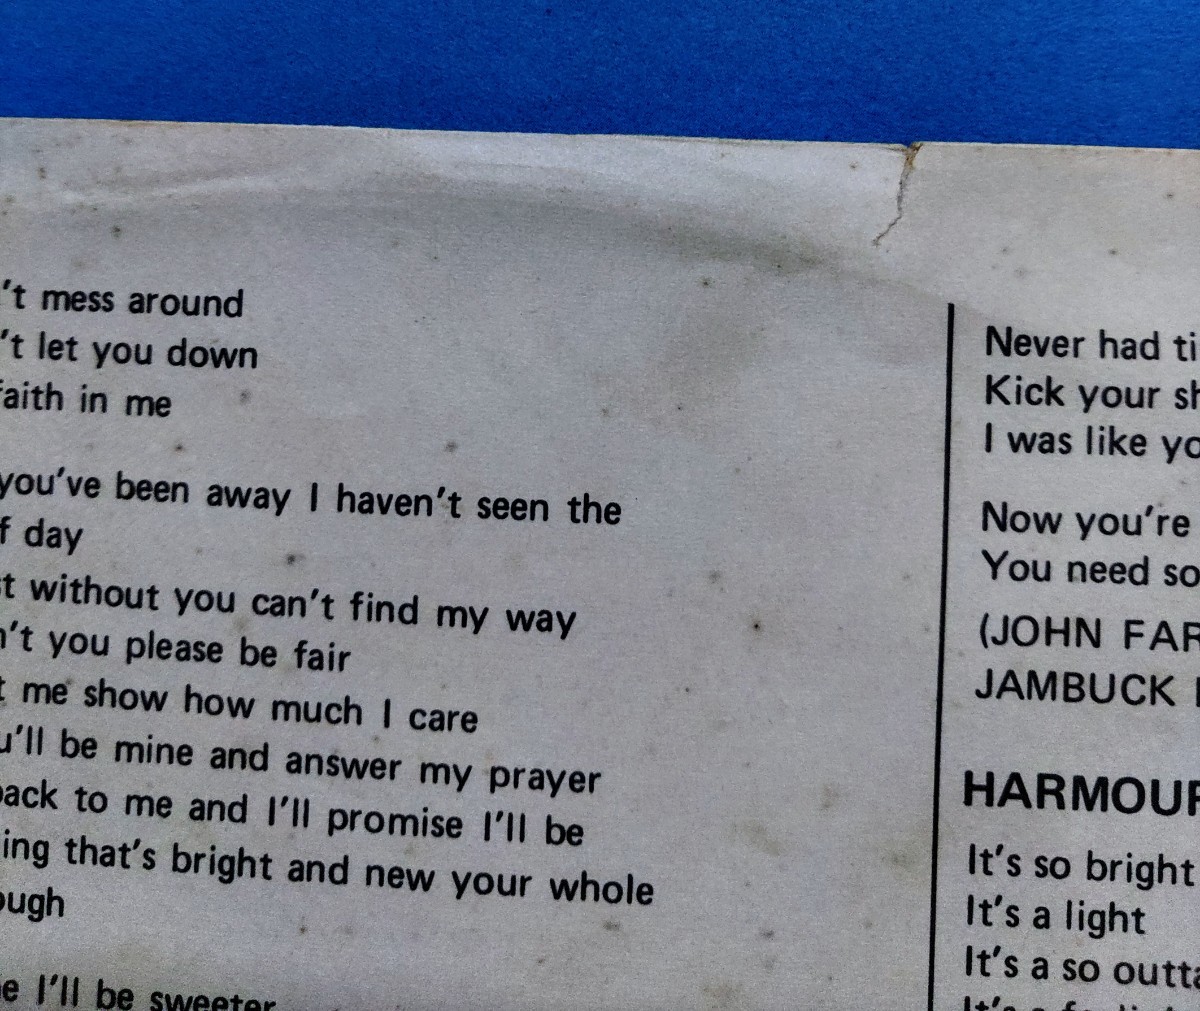 't mess around
't let you down
faith in me
you've been away I haven't seen the
f day
t without you can't find my way
n't you please be fair
t me show how much I care
u'll be mine and answer my prayer
back to me and I'll promise I'll be
ing that's bright and new your whole
ough
e I'll be sweeter
Never had ti
Kick your sh
I was like yo
Now you're
You need so
(JOHN FAR
JAMBUCK
HARMOUR
It's so bright
It's a light
It's a so outta